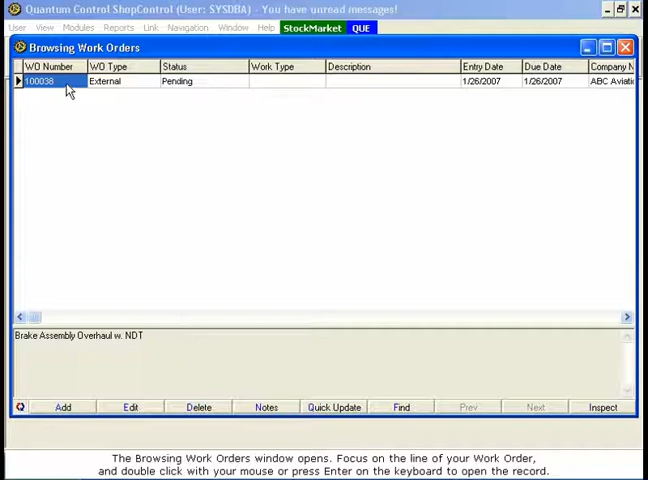 Quantum Control ShopControl (User: SYSDBA) - You have unread messages!
User View Modules Reports Link Navigation Window Help StockMarket QUE
Browsing Work Orders
WO Number WO Type Status Work Type Description Entry Date Due Date Company N
100038 External Pending 1/26/2007 1/26/2007 ABC Aviati
Brake Assembly Overhaul w. NDT
Add Edit Delete Notes Quick Update Find Prev Next Inspect
The Browsing Work Orders window opens. Focus on the line of your Work Order,
and double click with your mouse or press Enter on the keyboard to open the record.